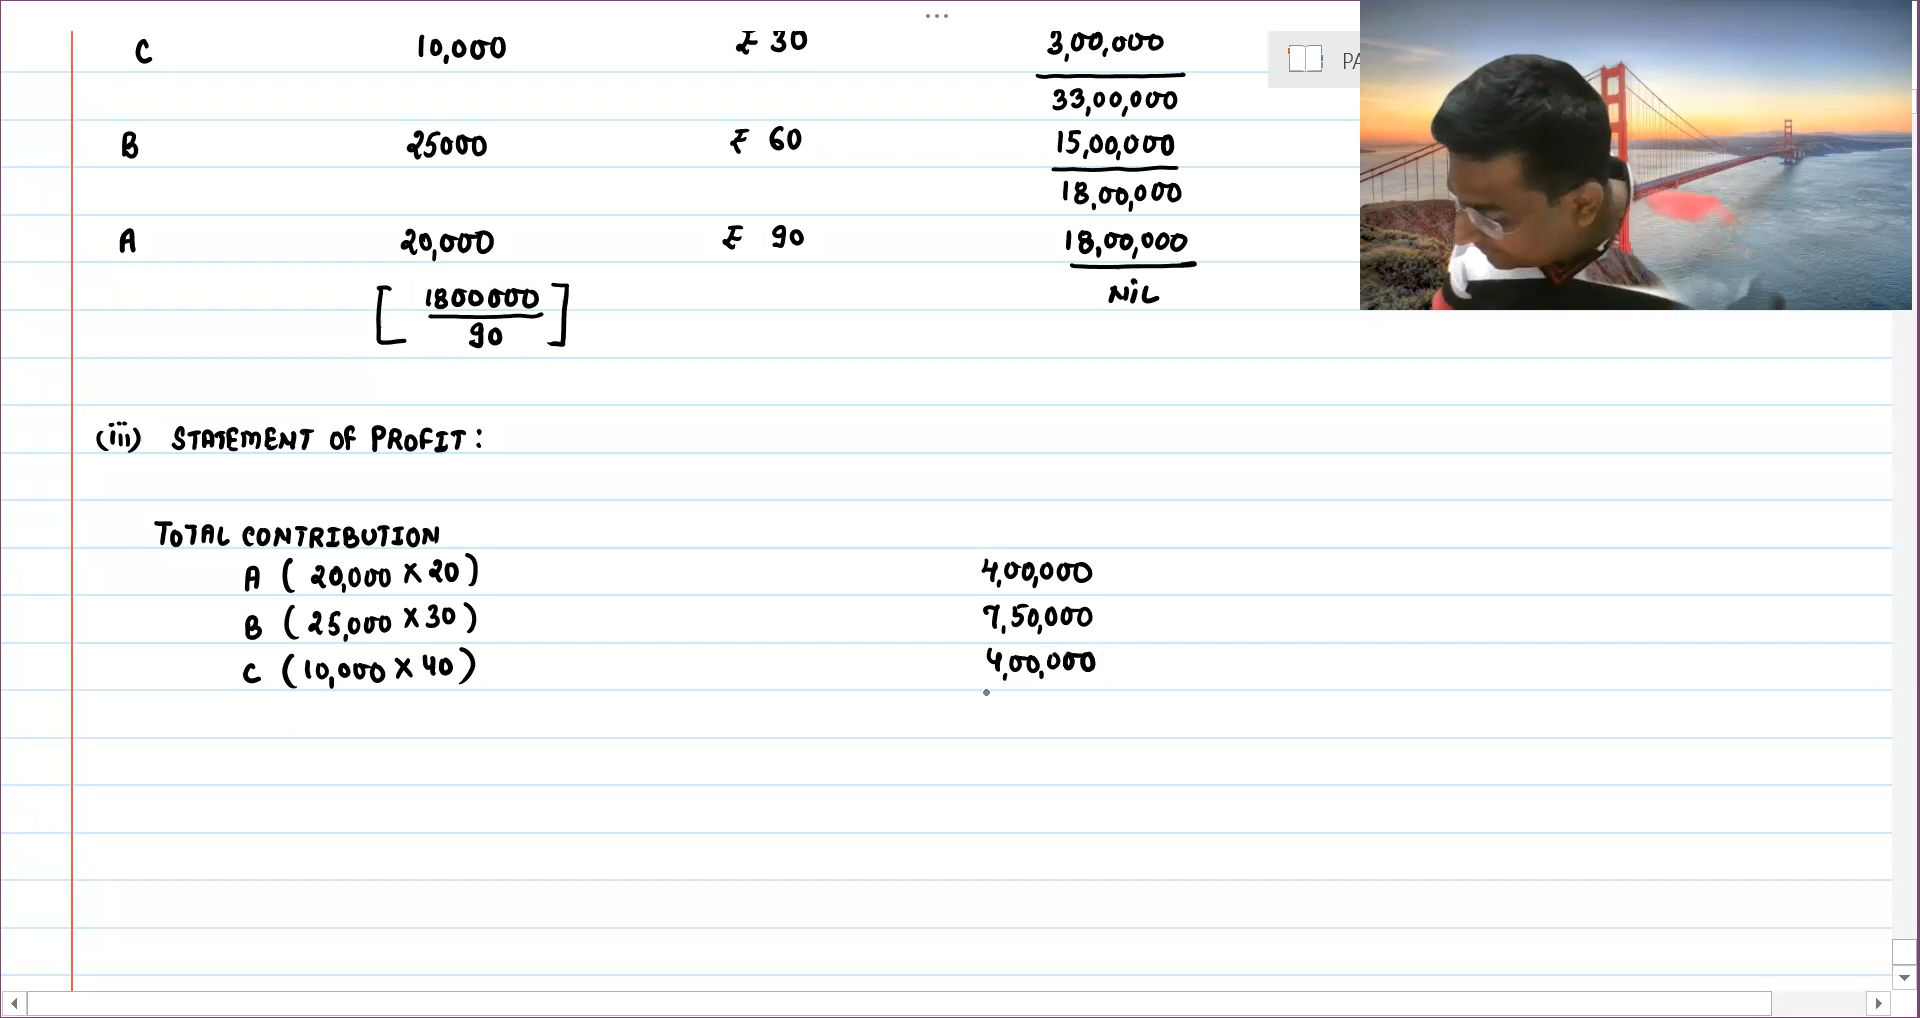 C 10,000 ₹ 30 3,00,000
PA
33,00,000
B 25000 ₹ 60 15,00,000
18,00,000
A 20,000 ₹ 90 18,00,000
[ 1800000 / 90 ] NIL
(iii) STATEMENT OF PROFIT :
TOTAL CONTRIBUTION
A ( 20,000 × 20 ) 4,00,000
B ( 25,000 × 30 ) 7,50,000
C ( 10,000 × 40 ) 4,00,000